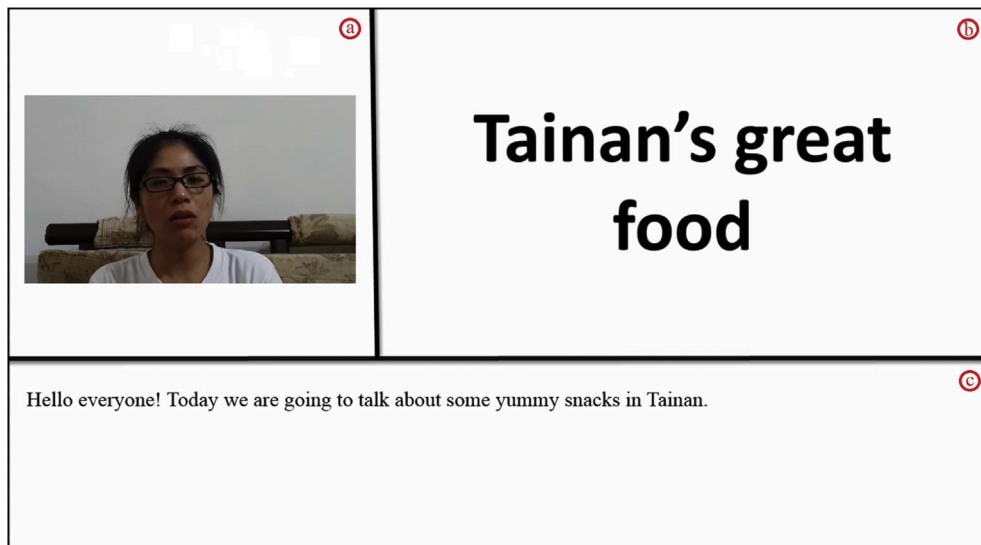 a
b
Tainan's great
food
c
Hello everyone! Today we are going to talk about some yummy snacks in Tainan.